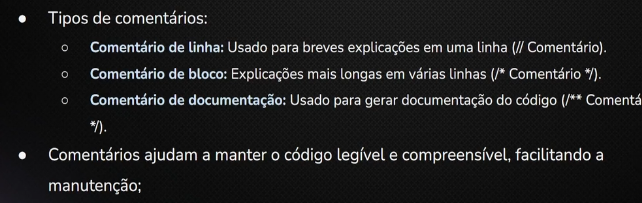 ● Tipos de comentários:
○ Comentário de linha: Usado para breves explicações em uma linha (// Comentário).
○ Comentário de bloco: Explicações mais longas em várias linhas (/* Comentário */).
○ Comentário de documentação: Usado para gerar documentação do código (/** Comentá
*/).
● Comentários ajudam a manter o código legível e compreensível, facilitando a
manutenção;